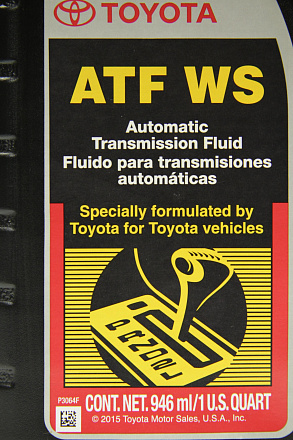 TOYOTA
ATF WS
Automatic
Transmission Fluid
Fluido para transmisiones
automáticas
Specially formulated by
Toyota for Toyota vehicles
P3064F
CONT. NET. 946 ml/1 U.S. QUART
© 2015 Toyota Motor Sales, U.S.A., Inc.